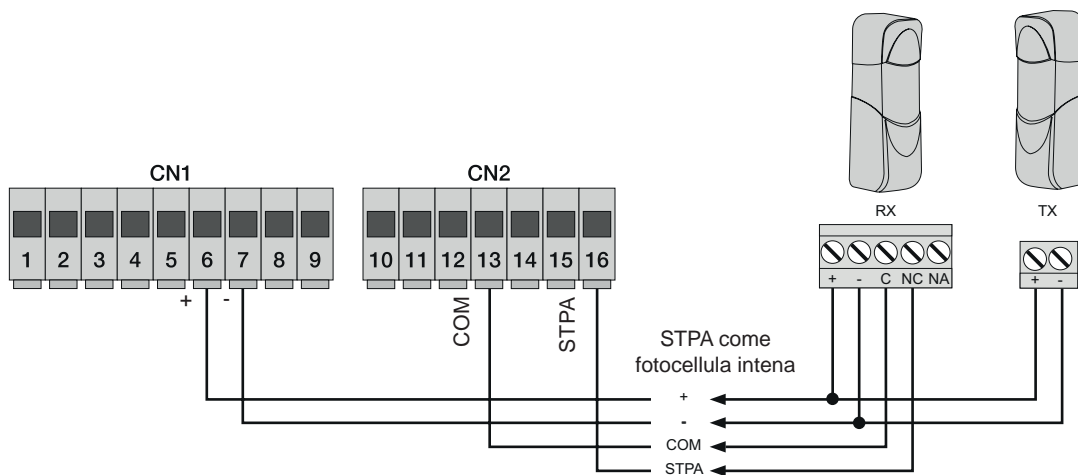 CN1
1 2 3 4 5 6 7 8 9
+ -
CN2
10 11 12 13 14 15 16
COM
STPA
RX
+ - C NC NA
TX
+ -
STPA come
fotocellula intena
+
-
COM
STPA